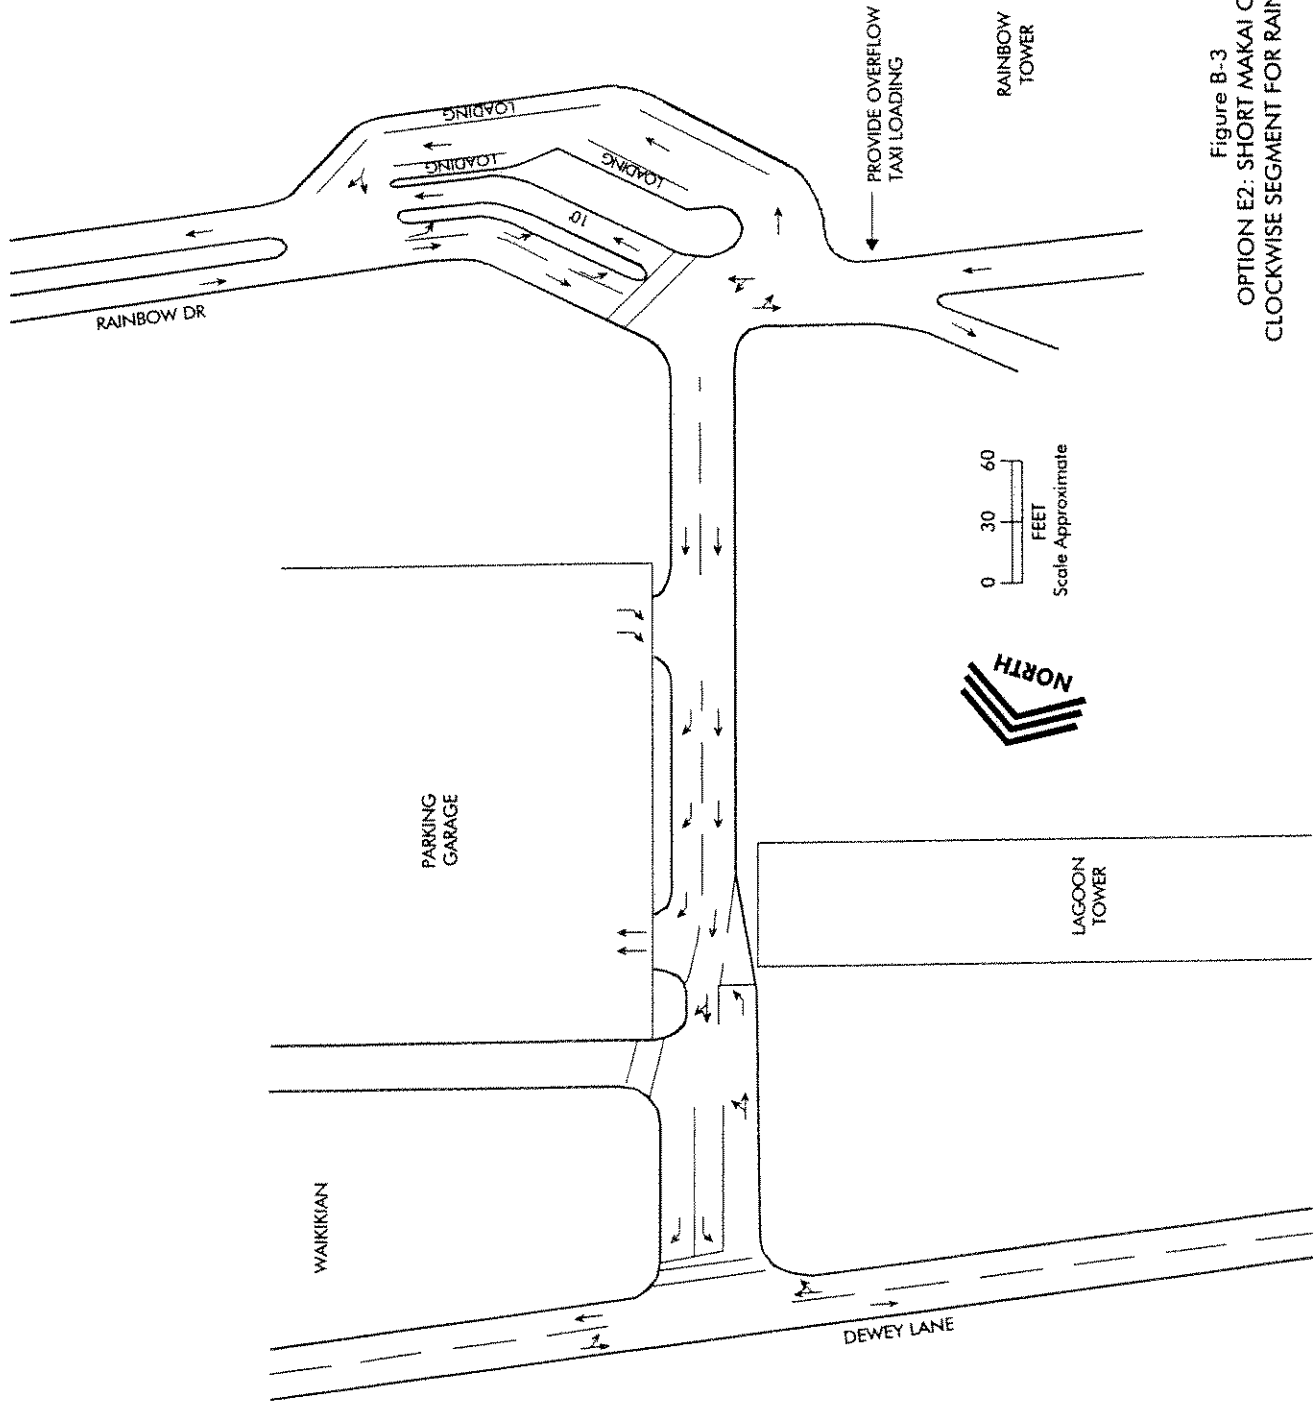 LOADING
LOADING
LOADING
10'
RAINBOW DR
PROVIDE OVERFLOW
TAXI LOADING
RAINBOW
TOWER
PARKING
GARAGE
0 30 60
FEET
Scale Approximate
NORTH
LAGOON
TOWER
WAIKIKIAN
DEWEY LANE
Figure B-3
OPTION E2: SHORT MAKAI
CLOCKWISE SEGMENT FOR